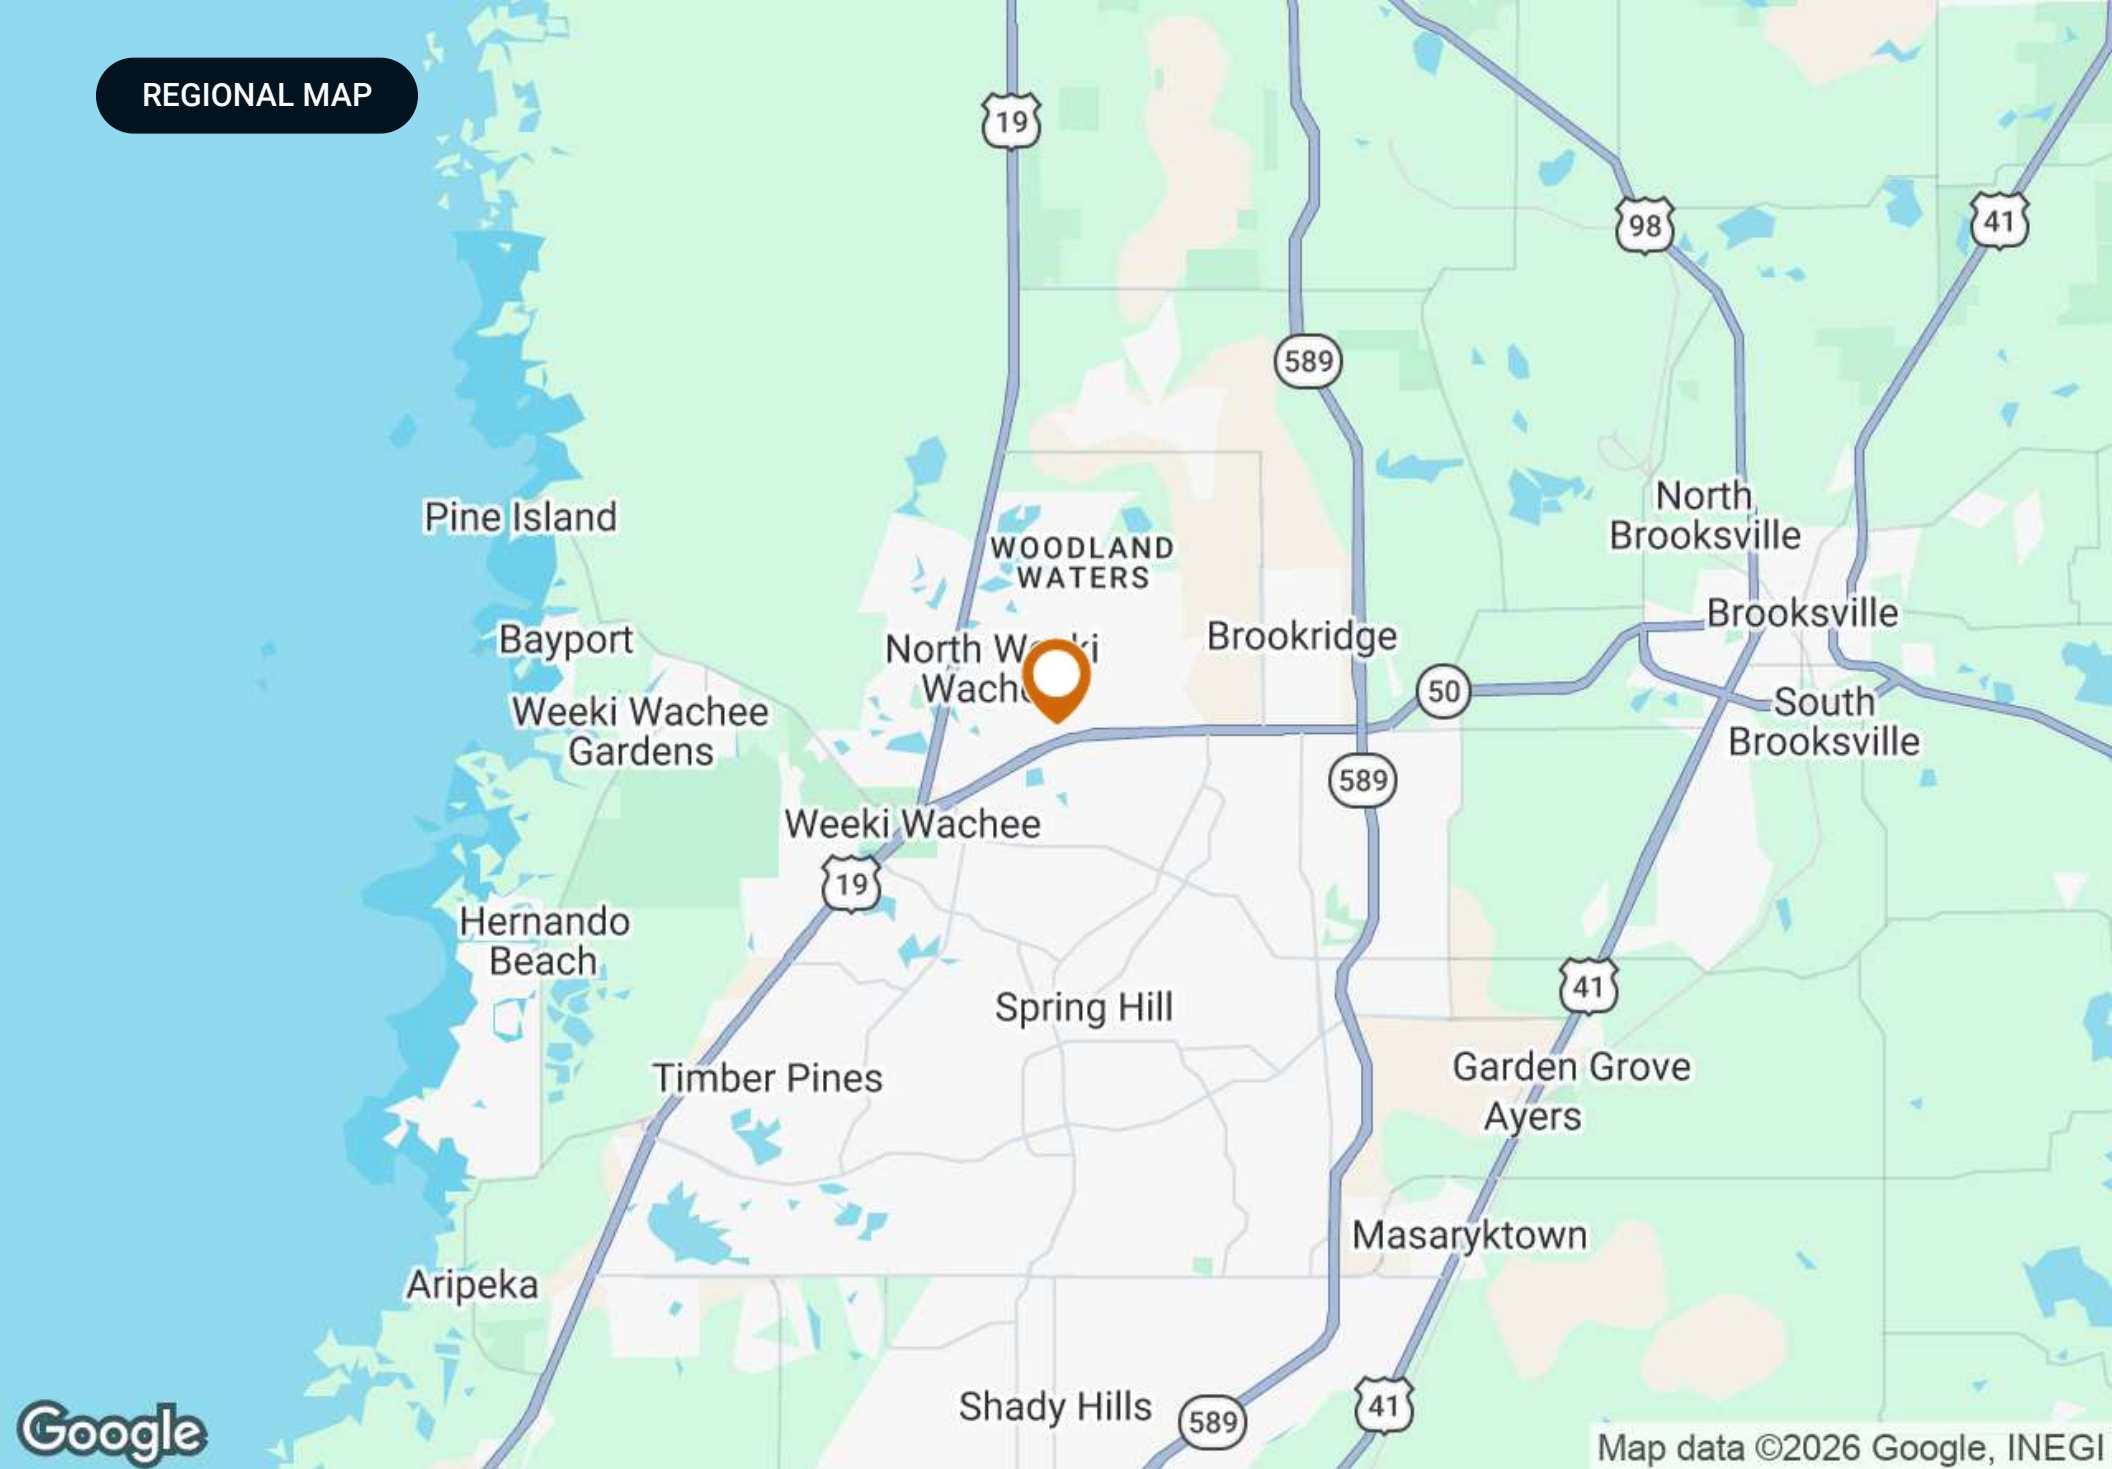 REGIONAL MAP
19
98
41
589
North
Brooksville
Pine Island
WOODLAND
WATERS
Brooksville
Bayport
North
Brookridge
50
Weeki Wachee
Gardens
South
Brooksville
589
Weeki Wachee
19
Hernando
Beach
41
Spring Hill
Timber Pines
Garden Grove
Ayers
Masaryktown
Aripeka
Shady Hills
589
41
Google
Map data ©2026 Google, INEGI